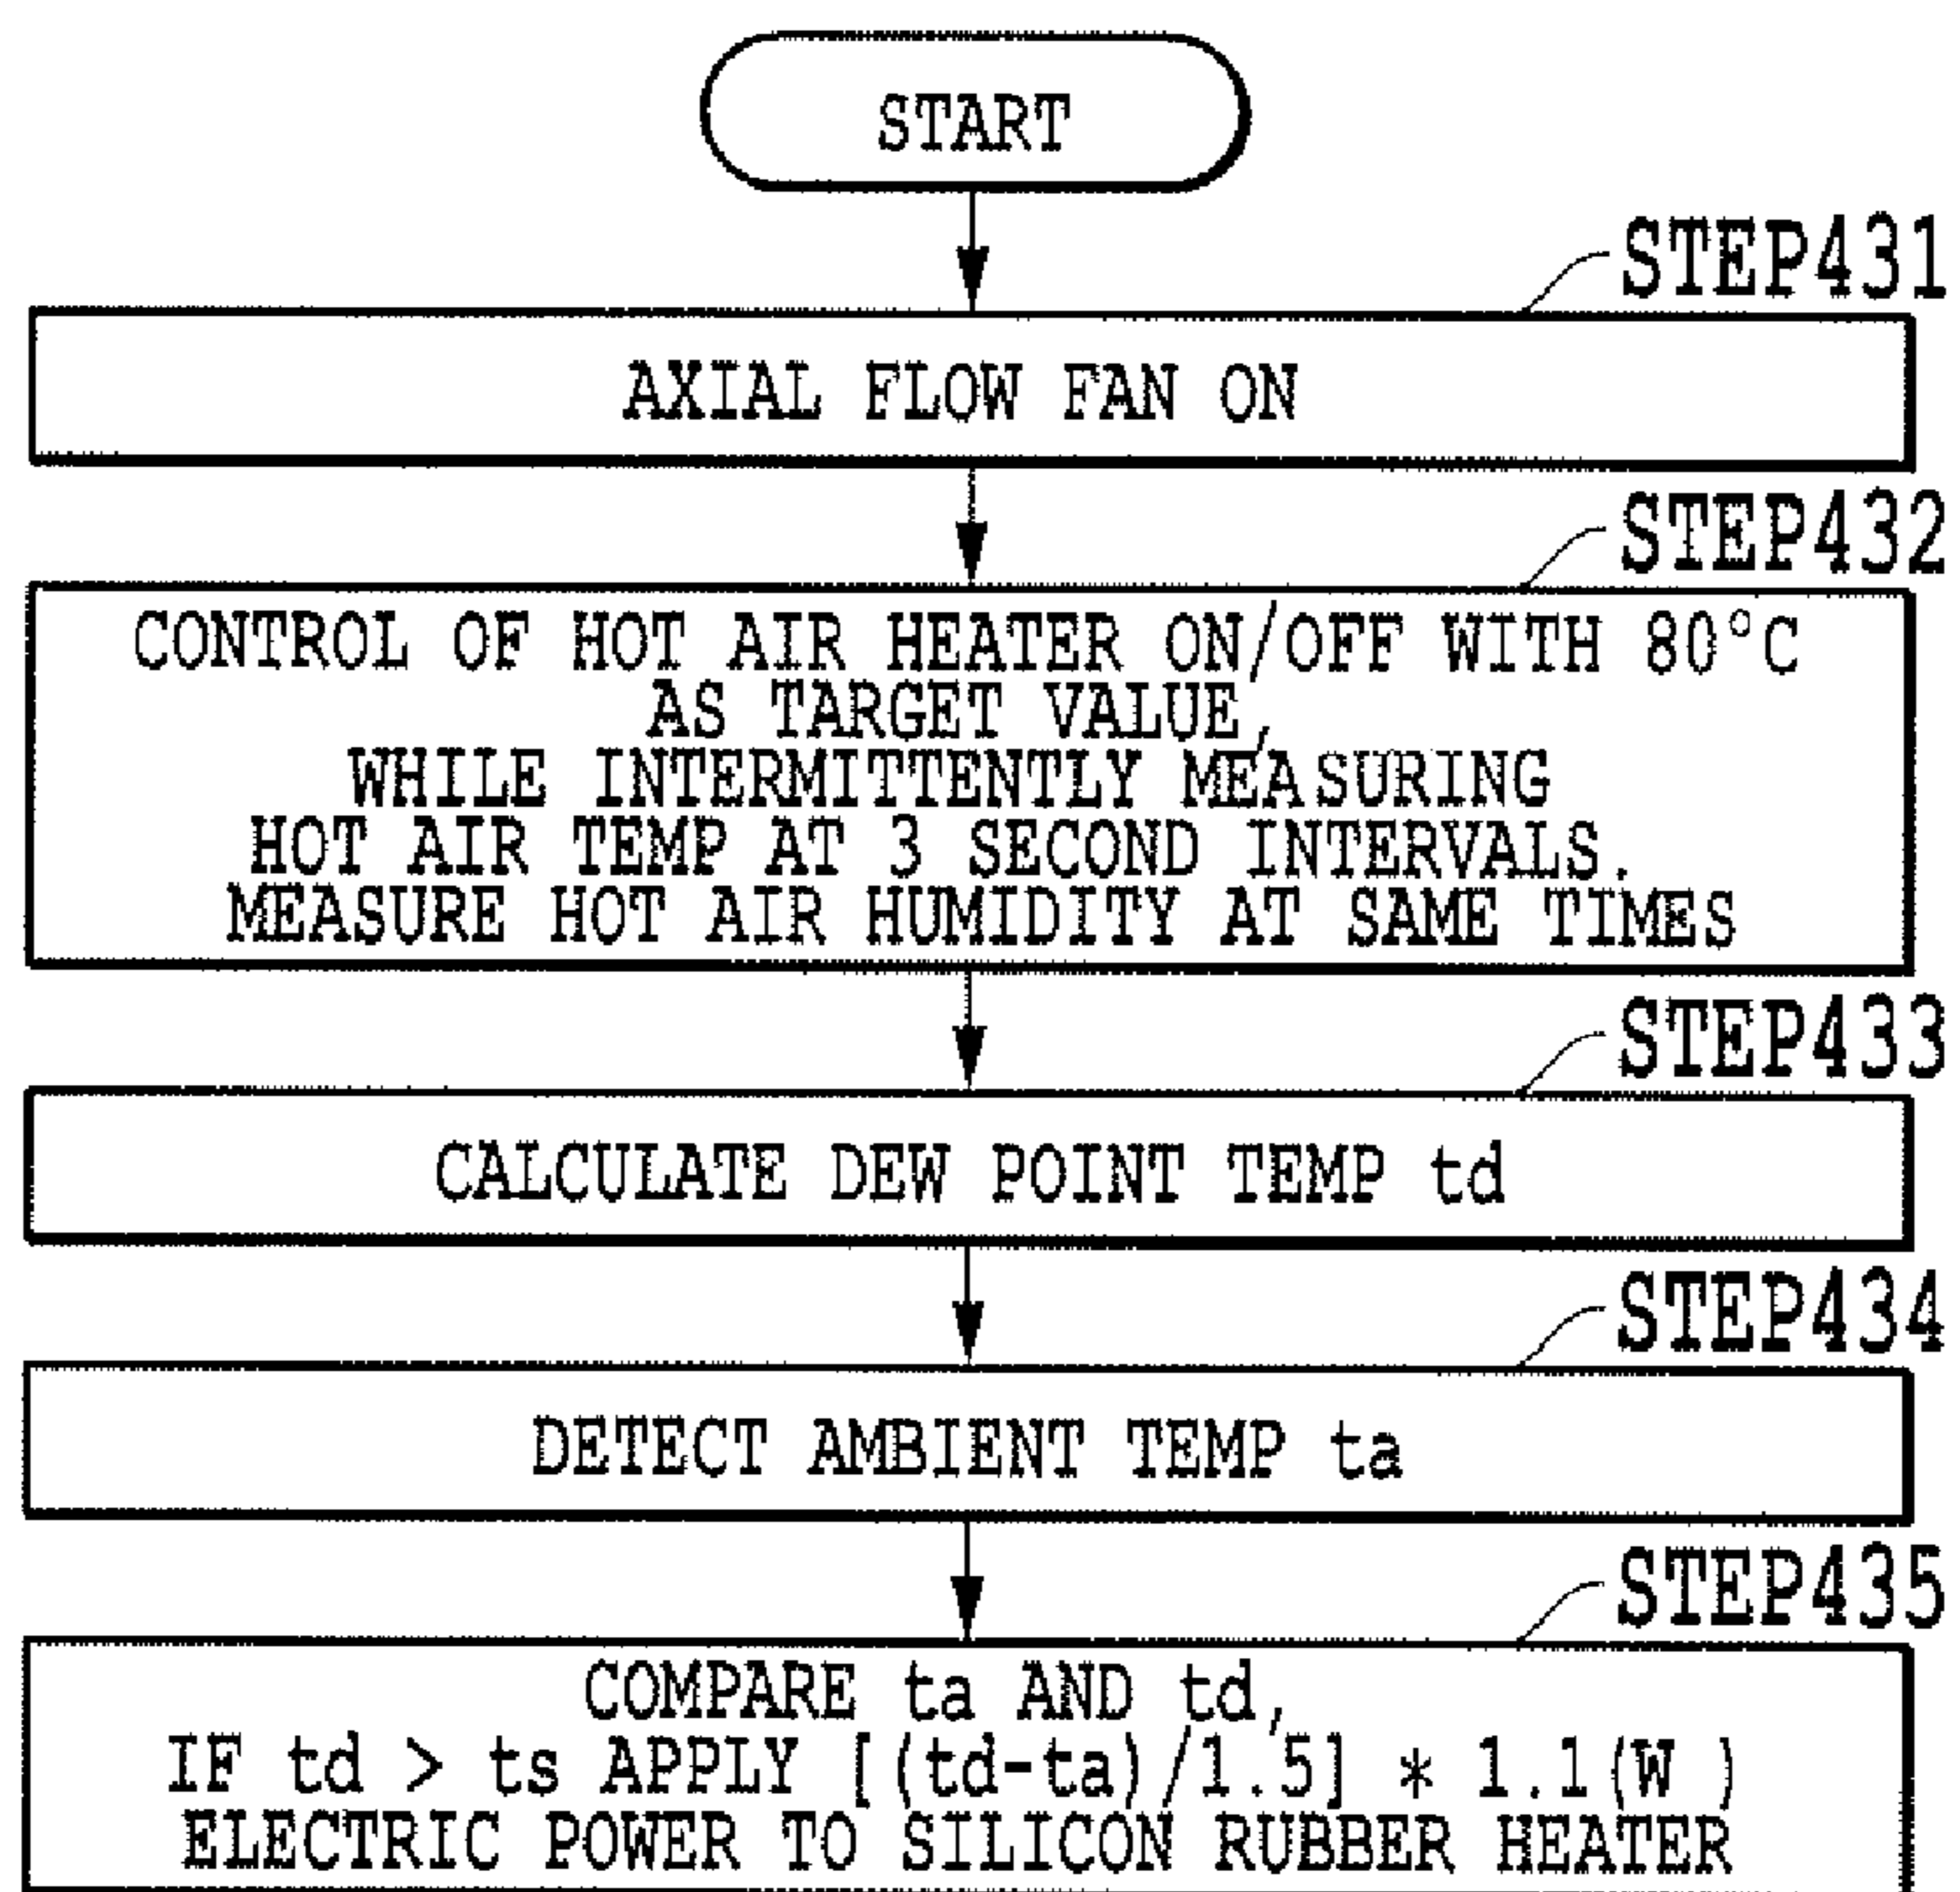 START
STEP431
AXIAL FLOW FAN ON
STEP432
CONTROL OF HOT AIR HEATER ON/OFF WITH 80°C
AS TARGET VALUE,
WHILE INTERMITTENTLY MEASURING
HOT AIR TEMP AT 3 SECOND INTERVALS.
MEASURE HOT AIR HUMIDITY AT SAME TIMES
STEP433
CALCULATE DEW POINT TEMP td
STEP434
DETECT AMBIENT TEMP ta
STEP435
COMPARE ta AND td,
IF td > ts APPLY [(td-ta)/1.5] * 1.1(W )
ELECTRIC POWER TO SILICON RUBBER HEATER